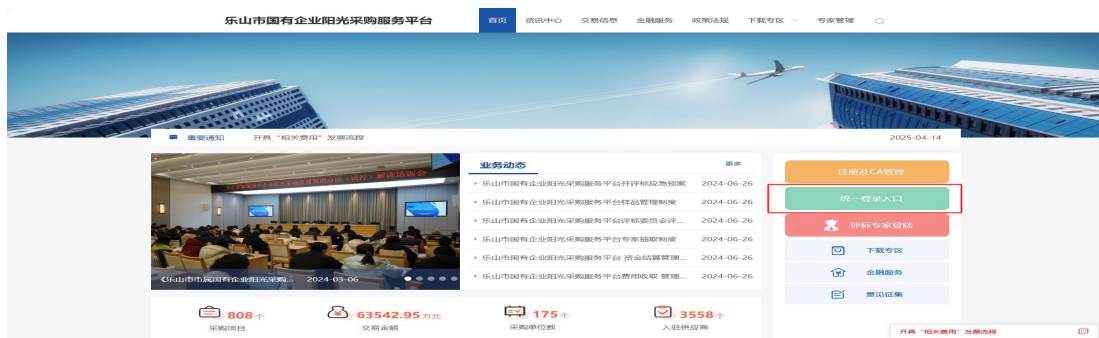 乐山市国有企业阳光采购服务平台
首页 资讯中心 交易信息 金融服务 政策法规 下载专区 专家管理
重要通知 开具“相关费用”发票流程 2025-04-14
业务动态 更多
乐山市国有企业阳光采购服务平台开评标应急预案 2024-06-26
乐山市国有企业阳光采购服务平台样品管理制度 2024-06-26
乐山市国有企业阳光采购服务平台评标委员会评... 2024-06-26
乐山市国有企业阳光采购服务平台专家抽取制度 2024-06-26
乐山市国有企业阳光采购服务平台 资金结算管理... 2024-06-26
乐山市国有企业阳光采购服务平台费用收取 管理... 2024-06-26
《乐山市市属国有企业阳光采购... 2024-03-06
注册及CA管理
统一登录入口
评标专家登陆
下载专区
金融服务
意见征集
808个
采购项目
63542.95万元
交易金额
175个
采购单位数
3558个
入驻供应商
开具“相关费用”发票流程